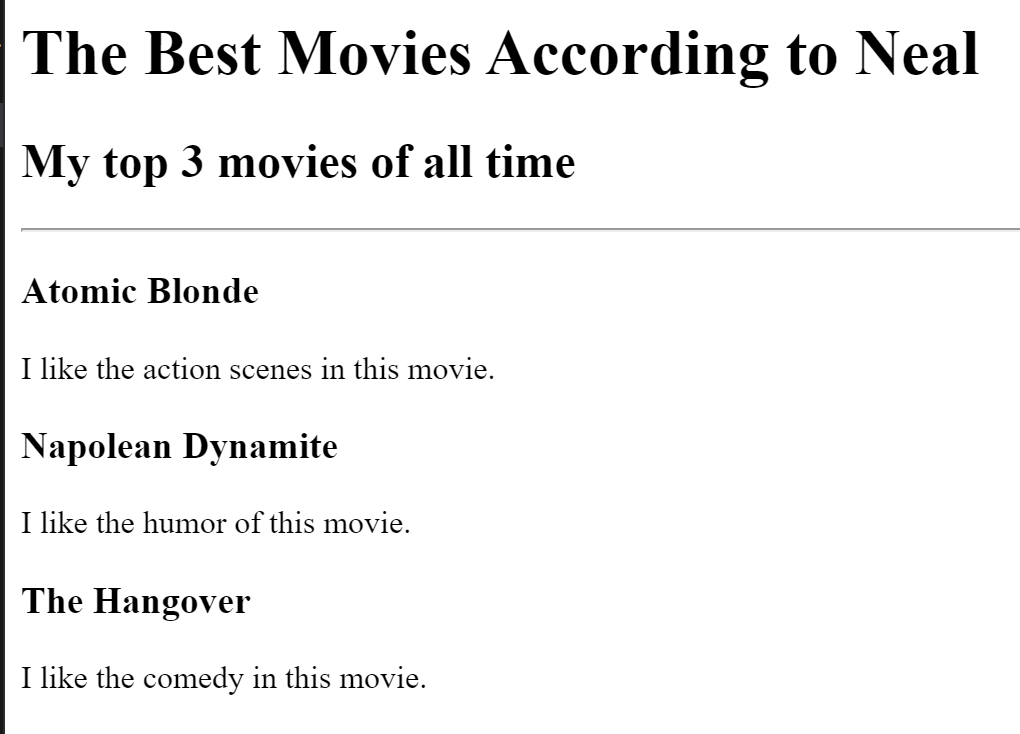 The Best Movies According to Neal
My top 3 movies of all time
Atomic Blonde
I like the action scenes in this movie.
Napolean Dynamite
I like the humor of this movie.
The Hangover
I like the comedy in this movie.